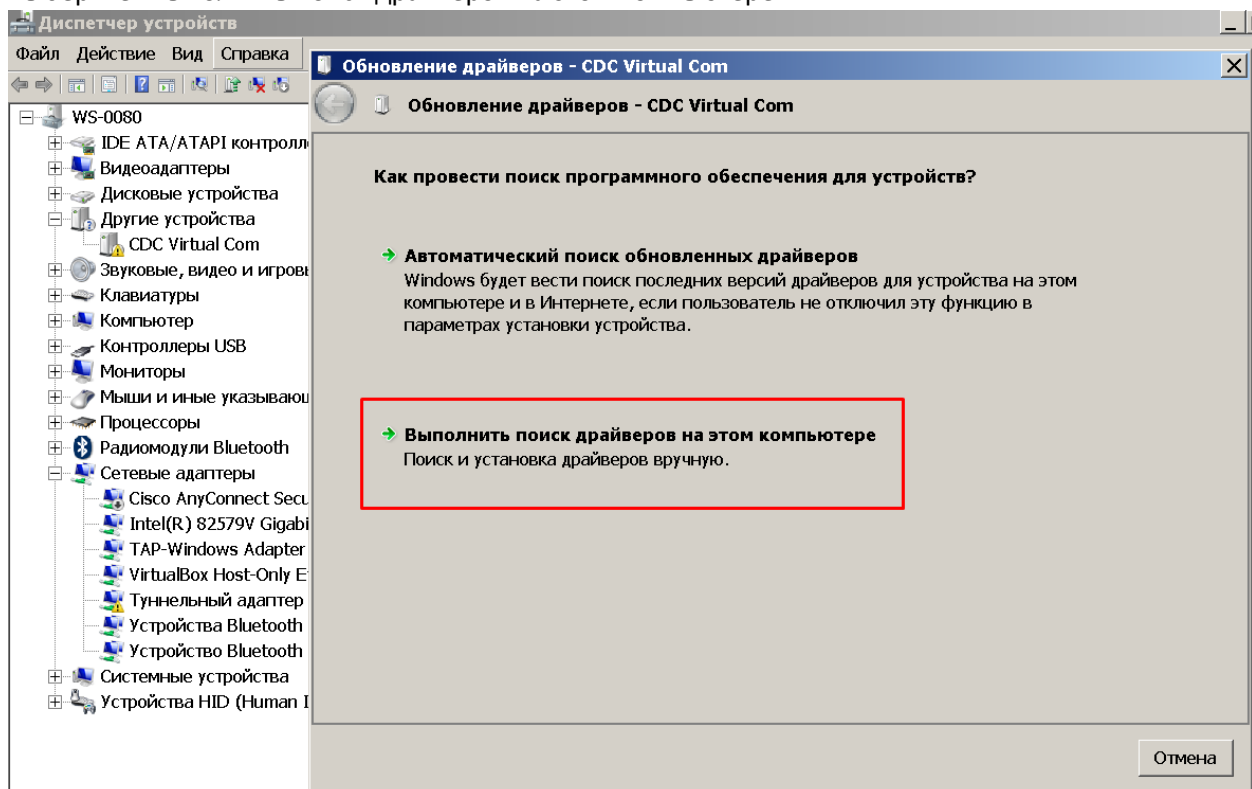 Диспетчер устройств
Файл Действие Вид Справка
WS-0080
IDE ATA/ATAPI контролл
Видеоадаптеры
Дисковые устройства
Другие устройства
CDC Virtual Com
Звуковые, видео и игров
Клавиатуры
Компьютер
Контроллеры USB
Мониторы
Мыши и иные указываю
Процессоры
Радиомодули Bluetooth
Сетевые адаптеры
Cisco AnyConnect Secu
Intel(R) 82579V Gigabi
TAP-Windows Adapter
VirtualBox Host-Only E
Туннельный адаптер
Устройства Bluetooth
Устройство Bluetooth
Системные устройства
Устройства HID (Human I
Обновление драйверов - CDC Virtual Com
Обновление драйверов - CDC Virtual Com
Как провести поиск программного обеспечения для устройств?
Автоматический поиск обновленных драйверов
Windows будет вести поиск последних версий драйверов для устройства на этом
компьютере и в Интернете, если пользователь не отключил эту функцию в
параметрах установки устройства.
Выполнить поиск драйверов на этом компьютере
Поиск и установка драйверов вручную.
Отмена